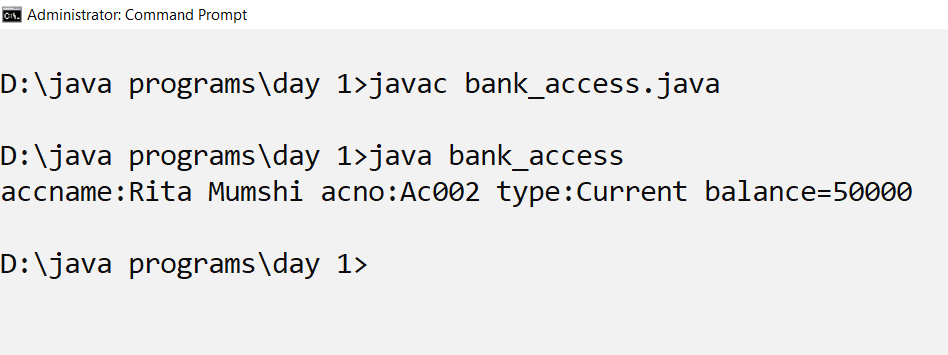 Administrator: Command Prompt
D:\java programs\day 1>javac bank_access.java
D:\java programs\day 1>java bank_access
accname:Rita Mumshi acno:Ac002 type:Current balance=50000
D:\java programs\day 1>